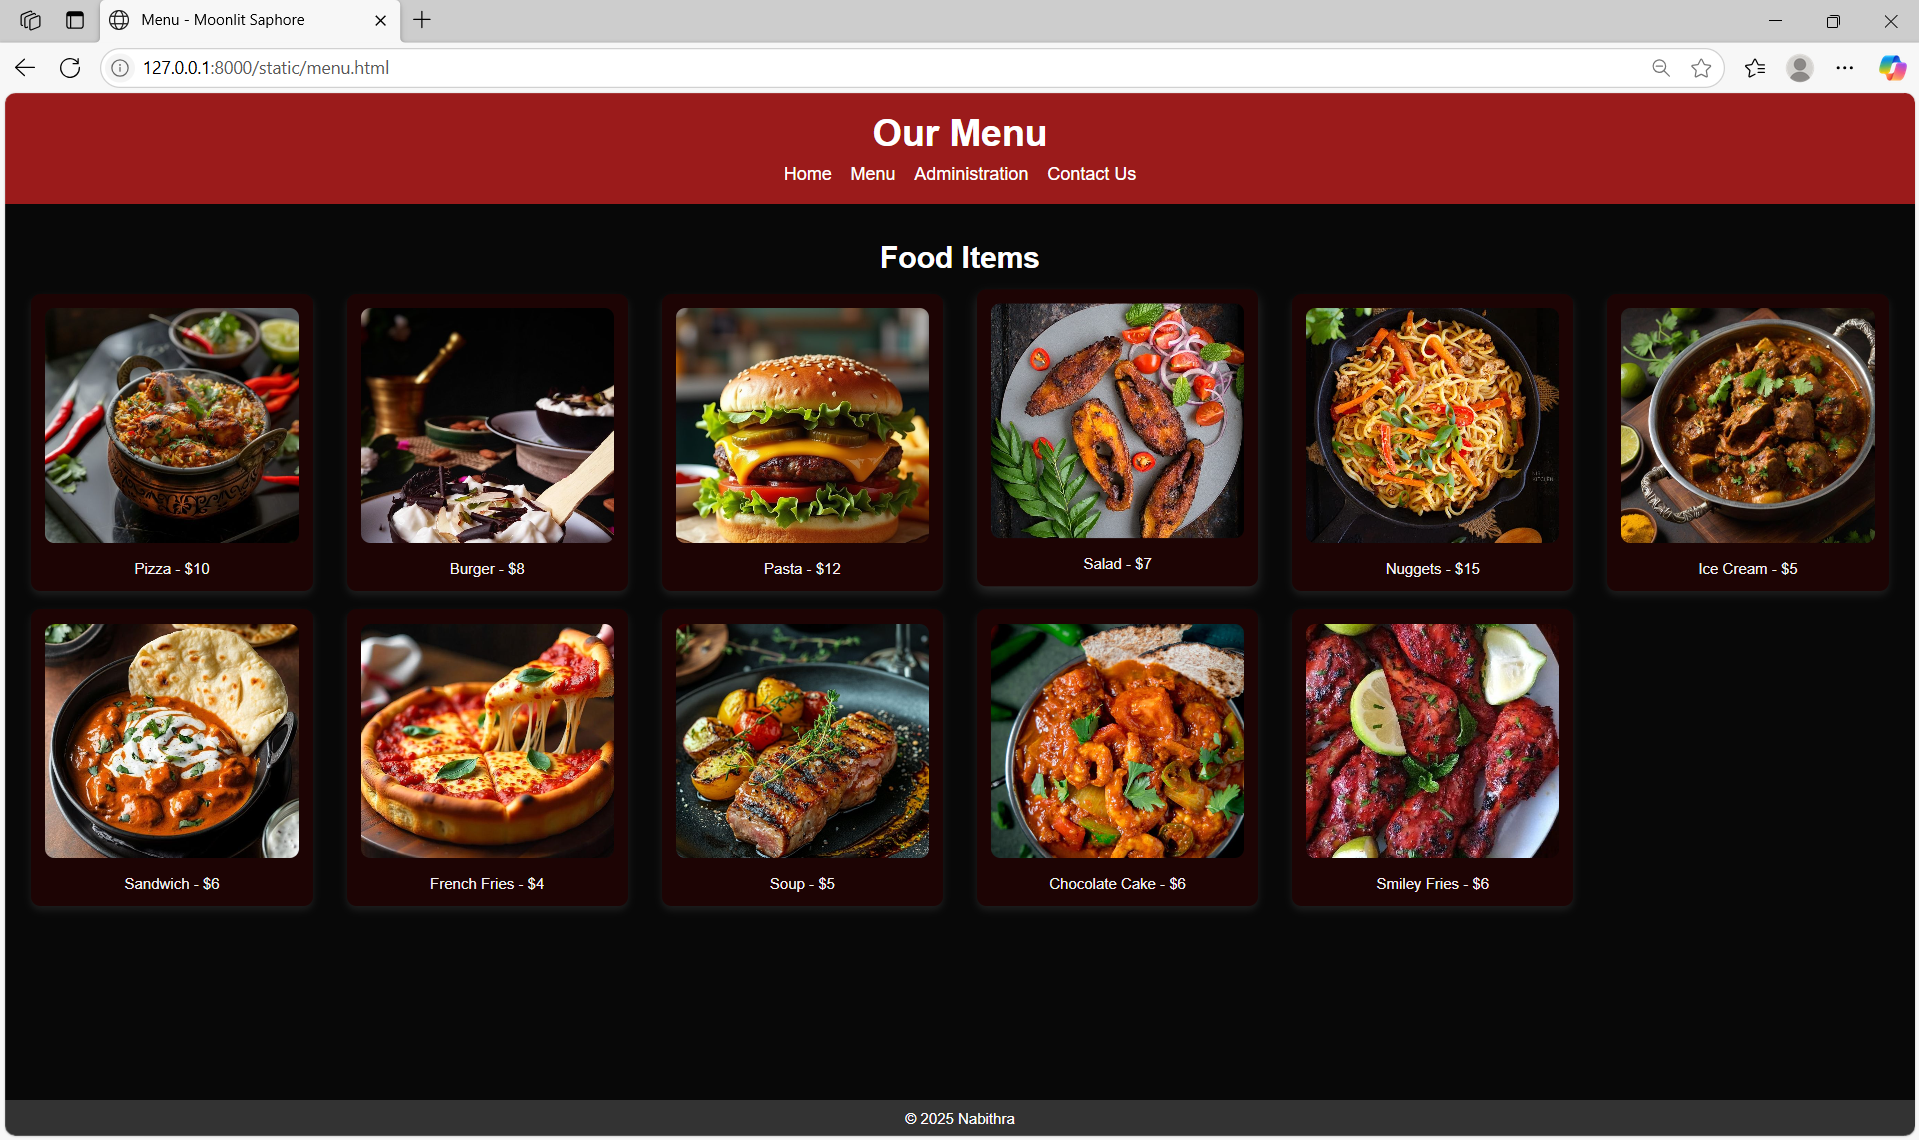 Menu - Moonlit Saphore
127.0.0.1:8000/static/menu.html
Our Menu
Home Menu Administration Contact Us
Food Items
Pizza - $10
Burger - $8
Pasta - $12
Salad - $7
Nuggets - $15
Ice Cream - $5
Sandwich - $6
French Fries - $4
Soup - $5
Chocolate Cake - $6
Smiley Fries - $6
© 2025 Nabithra